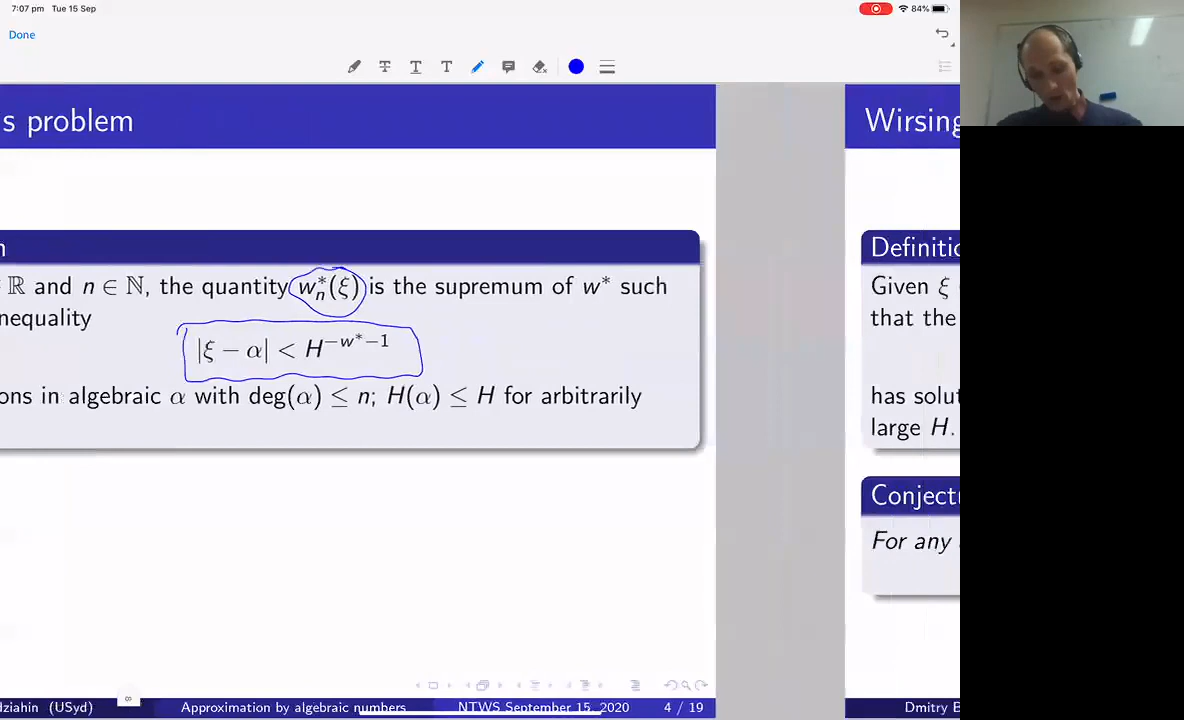 7:07 pm Tue 15 Sep
84%
Done
s problem
n
ℝ and n ∈ ℕ, the quantity w*ₙ(ξ) is the supremum of w* such
nequality
|ξ − α| < H^{−w*−1}
ons in algebraic α with deg(α) ≤ n; H(α) ≤ H for arbitrarily
dziahin (USyd) Approximation by algebraic numbers NTWS September 15, 2020 4 / 19
Wirsing
Definitio
Given ξ
that the
has solut
large H.
Conject
For any
Dmitry B